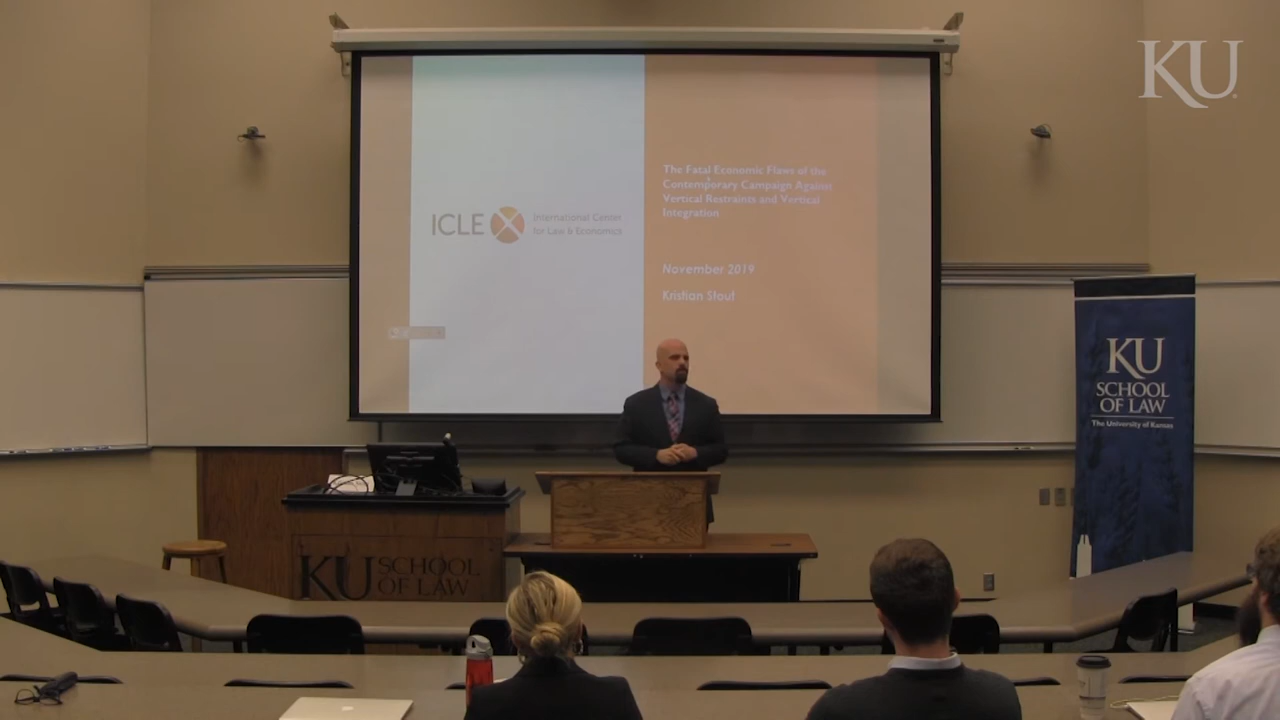 KU
The Fatal Economic Flaws of the
Contemporary Campaign Against
Vertical Restraints and Vertical
Integration
ICLE
International Center
for Law & Economics
November 2019
Kristian Stout
KU
SCHOOL
OF LAW
The University of Kansas
KU SCHOOL
OF LAW